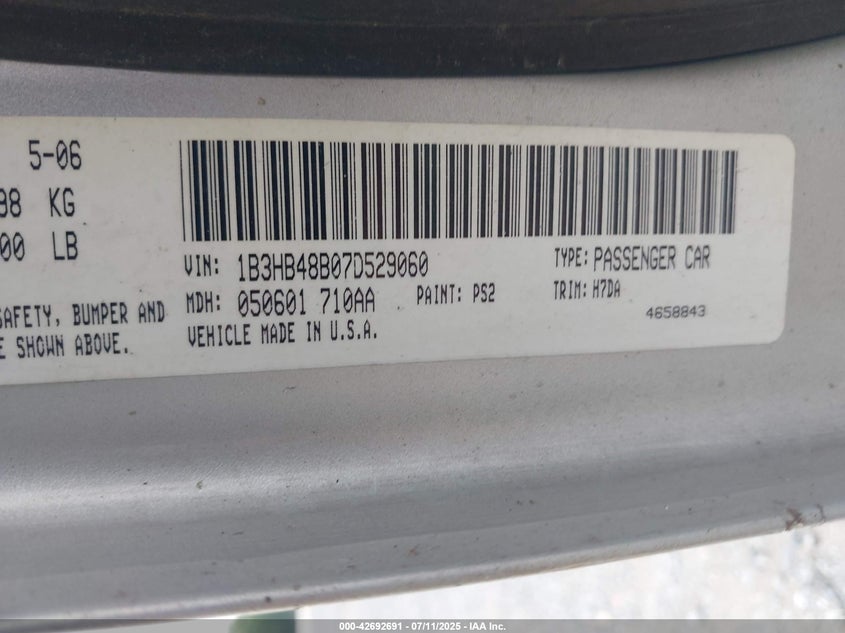 5-06
98 KG
00 LB
SAFETY, BUMPER AND
E SHOWN ABOVE.
VIN: 1B3HB48B07D529060
TYPE: PASSENGER CAR
MDH: 050601 710AA
PAINT: PS2
TRIM: H7DA
VEHICLE MADE IN U.S.A.
4658843
000-42692691 - 07/11/2025 - IAA Inc.